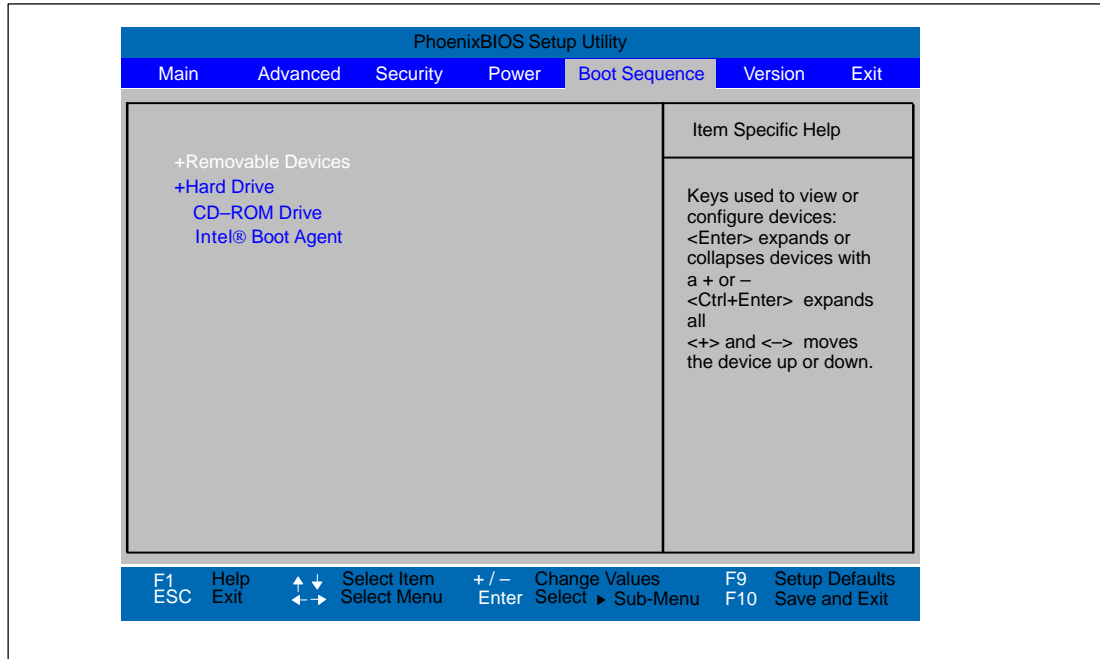 PhoenixBIOS Setup Utility
Main Advanced Security Power Boot Sequence Version Exit
+Removable Devices
+Hard Drive
CD–ROM Drive
Intel® Boot Agent
Item Specific Help
Keys used to view or
configure devices:
<Enter> expands or
collapses devices with
a + or –
<Ctrl+Enter> expands
all
<+> and <–> moves
the device up or down.
F1 Help Select Item +/– Change Values F9 Setup Defaults
ESC Exit Select Menu Enter Select Sub-Menu F10 Save and Exit